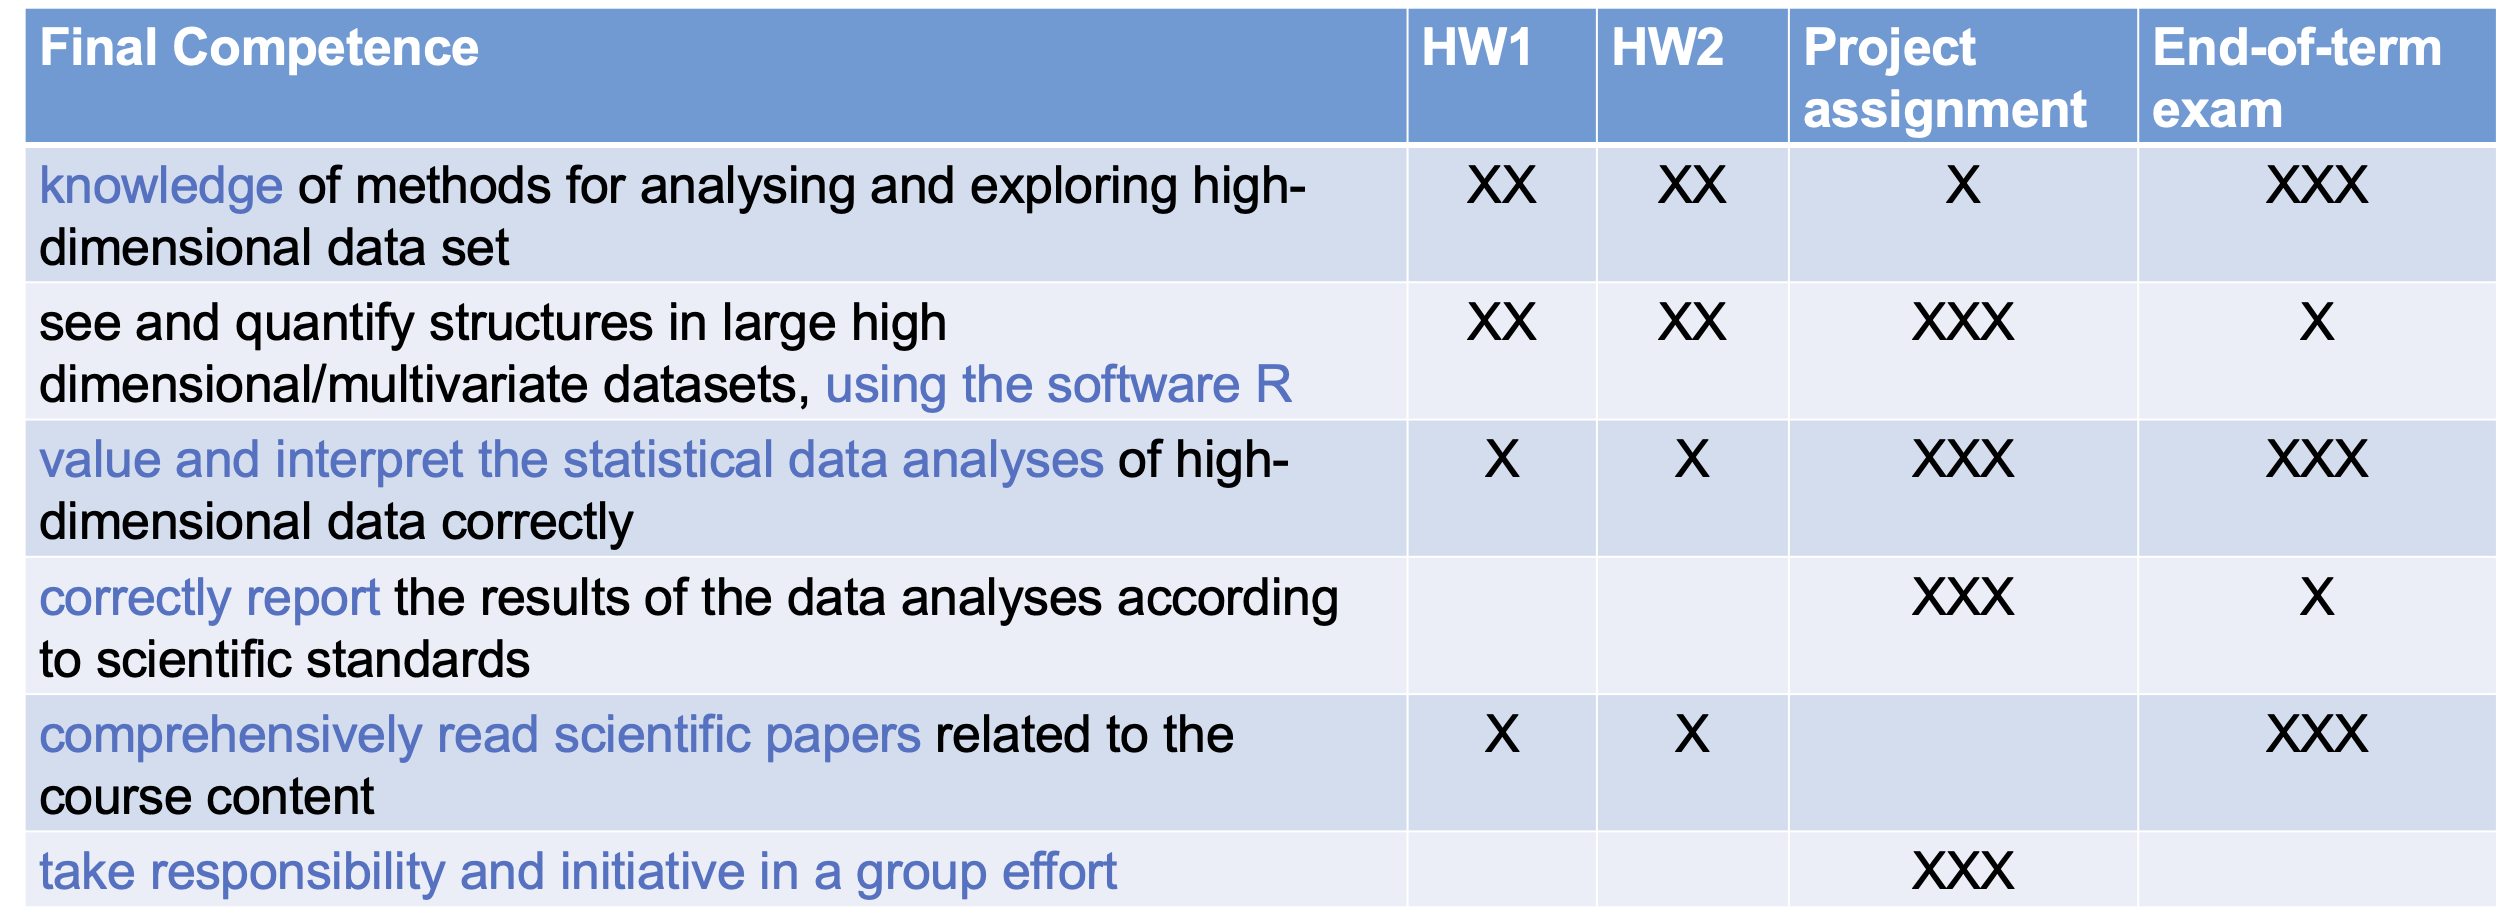 Final Competence HW1 HW2 Project assignment End-of-term exam
knowledge of methods for analysing and exploring high- XX XX X XXX
dimensional data set
see and quantify structures in large high XX XX XXX X
dimensional/multivariate datasets, using the software R
value and interpret the statistical data analyses of high- X X XXX XXX
dimensional data correctly
correctly report the results of the data analyses according XXX X
to scientific standards
comprehensively read scientific papers related to the X X XXX
course content
take responsibility and initiative in a group effort XXX